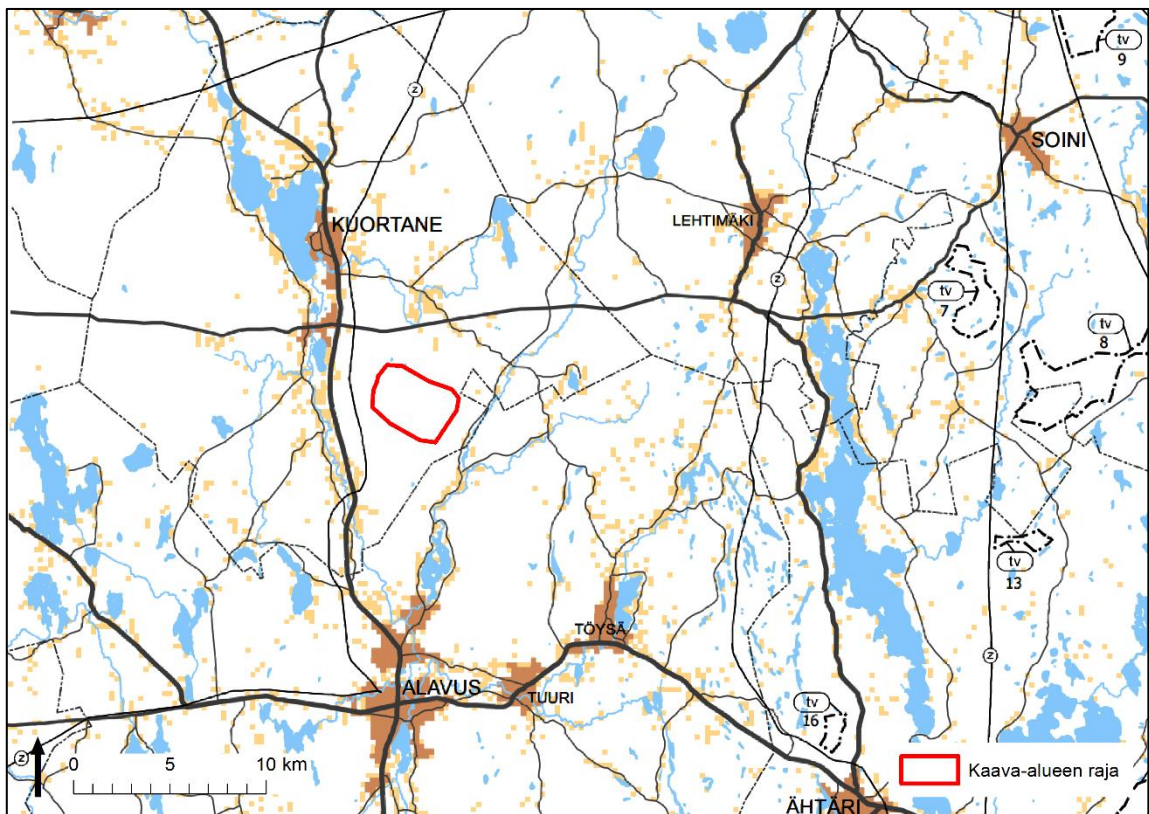 tv
9
SOINI
z
KUORTANE
LEHTIMÄKI
z
tv
7
tv
8
tv
13
TÖYSÄ
z
ALAVUS
TUURI
tv
16
z
0 5 10 km
Kaava-alueen raja
ÄHTÄRI